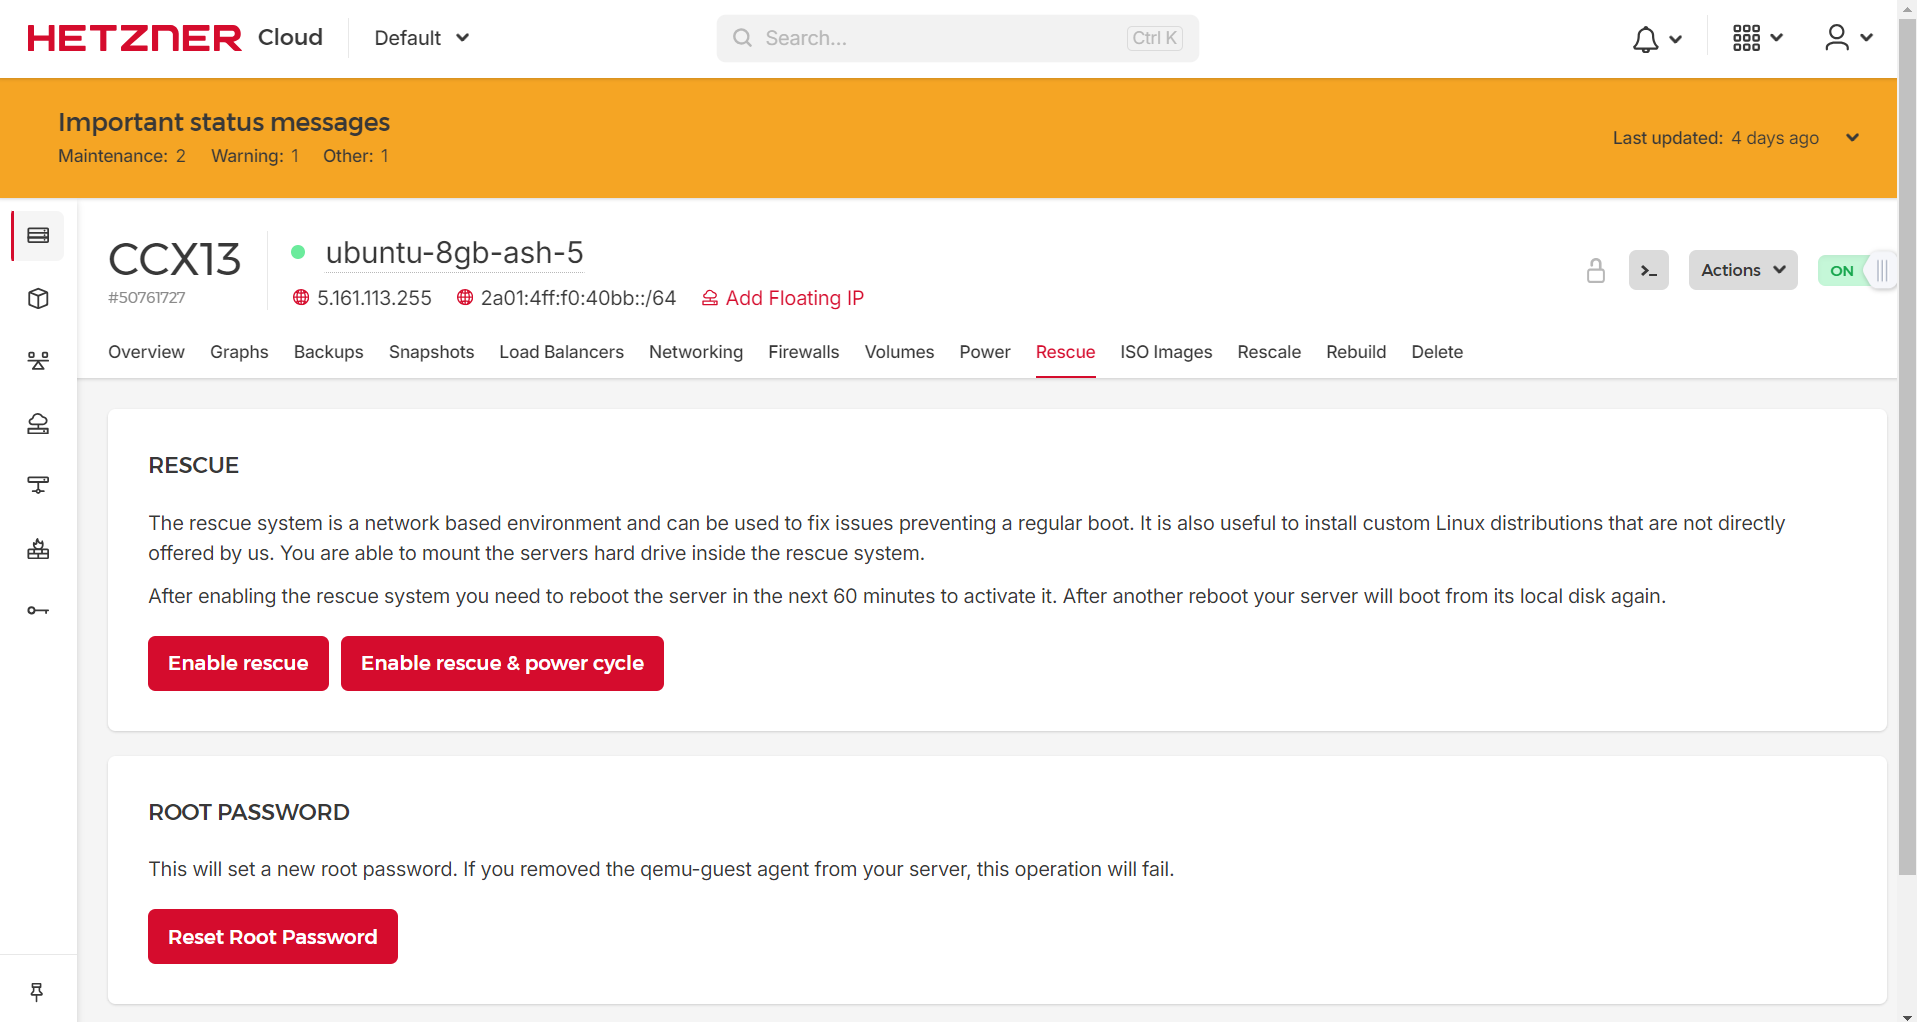 HETZNER Cloud Default Search... Ctrl K
Important status messages
Maintenance: 2 Warning: 1 Other: 1
Last updated: 4 days ago
CCX13
#50761727
ubuntu-8gb-ash-5
5.161.113.255 2a01:4ff:f0:40bb::/64 Add Floating IP
Actions ON
Overview Graphs Backups Snapshots Load Balancers Networking Firewalls Volumes Power Rescue ISO Images Rescale Rebuild Delete
RESCUE
The rescue system is a network based environment and can be used to fix issues preventing a regular boot. It is also useful to install custom Linux distributions that are not directly
offered by us. You are able to mount the servers hard drive inside the rescue system.
After enabling the rescue system you need to reboot the server in the next 60 minutes to activate it. After another reboot your server will boot from its local disk again.
Enable rescue Enable rescue & power cycle
ROOT PASSWORD
This will set a new root password. If you removed the qemu-guest agent from your server, this operation will fail.
Reset Root Password